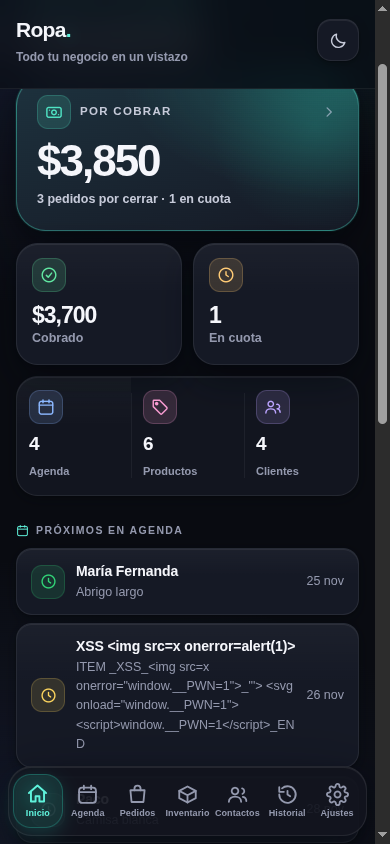 Ropa.
Todo tu negocio en un vistazo
POR COBRAR
$3,850
3 pedidos por cerrar · 1 en cuota
$3,700
Cobrado
1
En cuota
4
Agenda
6
Productos
4
Clientes
PRÓXIMOS EN AGENDA
María Fernanda
Abrigo largo
25 nov
XSS <img src=x onerror=alert(1)>
ITEM _XSS_<img src=x
onerror="window.__PWN=1">_"'> <svg
onload="window.__PWN=1">
<script>window.__PWN=1</script>_EN
D
26 nov
Inicio
Agenda
Pedidos
Inventario
Contactos
Historial
Ajustes